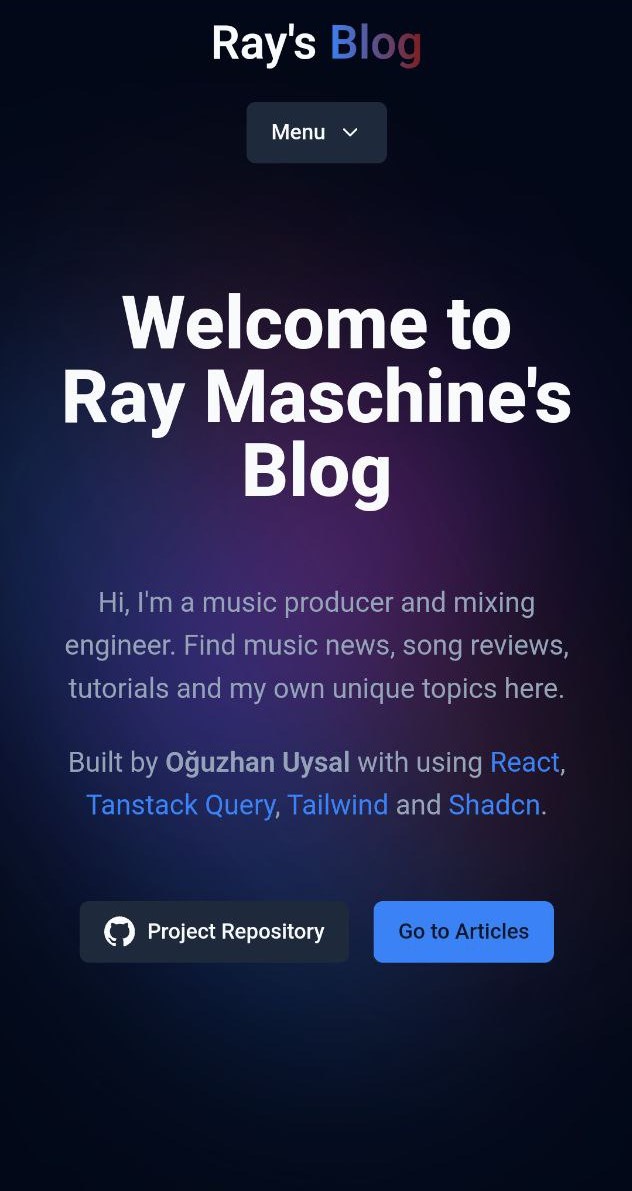 Ray's Blog
Menu
Welcome to
Ray Maschine's
Blog
Hi, I'm a music producer and mixing
engineer. Find music news, song reviews,
tutorials and my own unique topics here.
Built by Oğuzhan Uysal with using React,
Tanstack Query, Tailwind and Shadcn.
Project Repository
Go to Articles